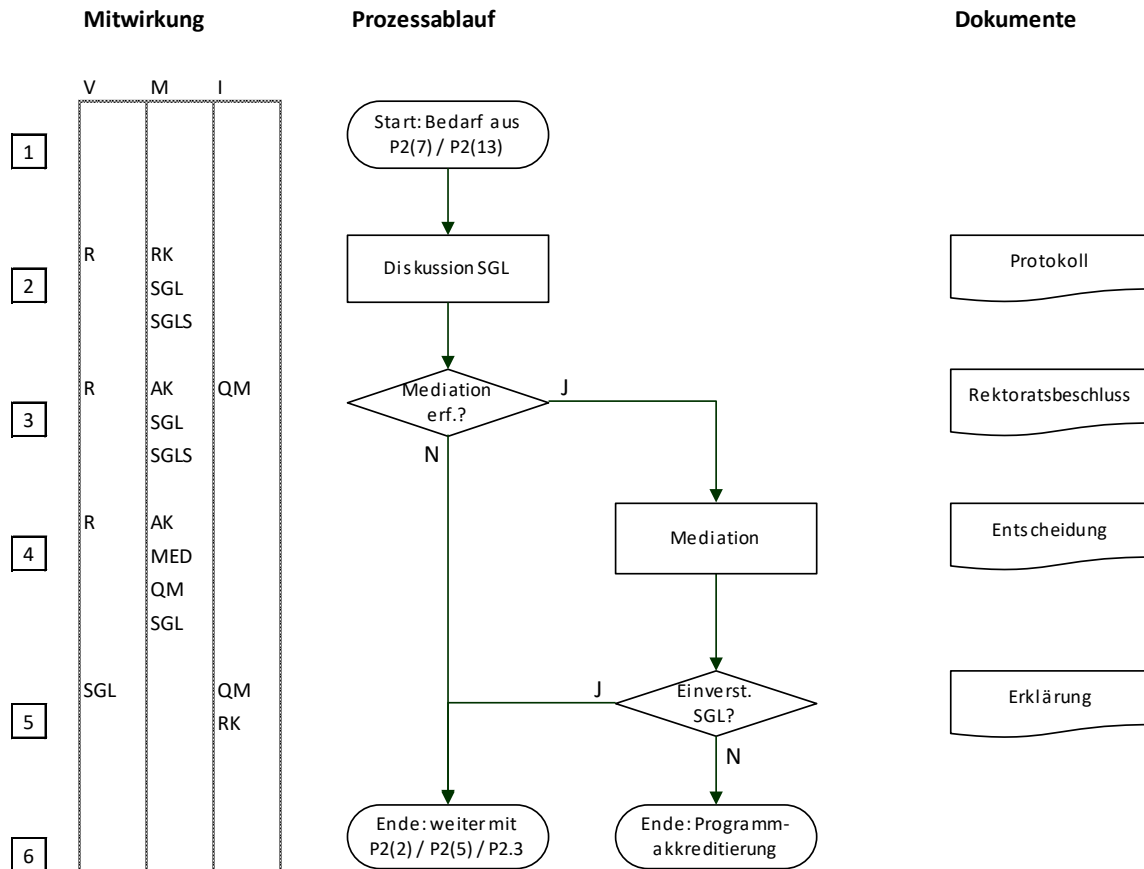 Mitwirkung Prozessablauf Dokumente
V M I
1
Start: Bedarf aus
P2(7) / P2(13)
2
R RK
SGL
SGLS
Diskussion SGL
Protokoll
3
R AK QM
SGL
SGLS
Mediation
erf.?
J
N
Rektoratsbeschluss
4
R AK
MED
QM
SGL
Mediation
Entscheidung
5
SGL QM
RK
J
Einverst.
SGL?
N
Erklärung
6
Ende: weiter mit
P2(2) / P2(5) / P2.3
Ende: Programm-
akkreditierung